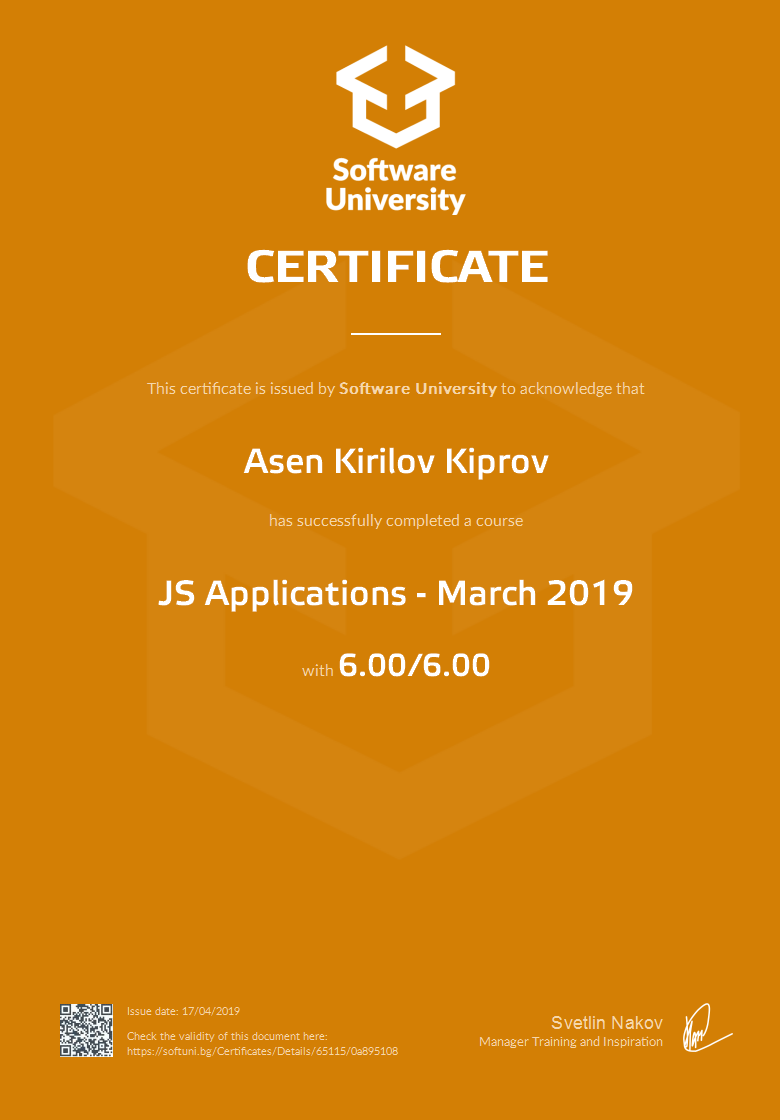 Software
University
CERTIFICATE
This certificate is issued by Software University to acknowledge that
Asen Kirilov Kiprov
has successfully completed a course
JS Applications - March 2019
with 6.00/6.00
Issue date: 17/04/2019
Check the validity of this document here:
https://softuni.bg/Certificates/Details/65115/0a895108
Svetlin Nakov
Manager Training and Inspiration